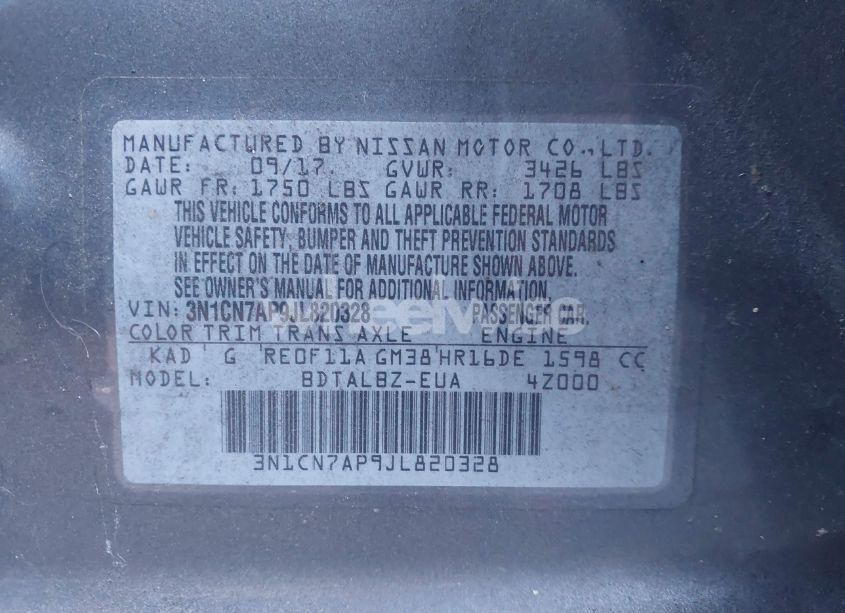 MANUFACTURED BY NISSAN MOTOR CO., LTD.
DATE: 09/17 GVWR: 3426 LBS
GAWR FR: 1750 LBS GAWR RR: 1708 LBS
THIS VEHICLE CONFORMS TO ALL APPLICABLE FEDERAL MOTOR
VEHICLE SAFETY, BUMPER AND THEFT PREVENTION STANDARDS
IN EFFECT ON THE DATE OF MANUFACTURE SHOWN ABOVE.
SEE OWNER'S MANUAL FOR ADDITIONAL INFORMATION.
VIN: 3N1CN7AP9JL820328 PASSENGER CAR.
COLOR TRIM TRANS AXLE ENGINE
KAD G RE0F11A GM38 HR16DE 1598 CC
MODEL: BDTALBZ-EUA 4Z000
3N1CN7AP9JL820328